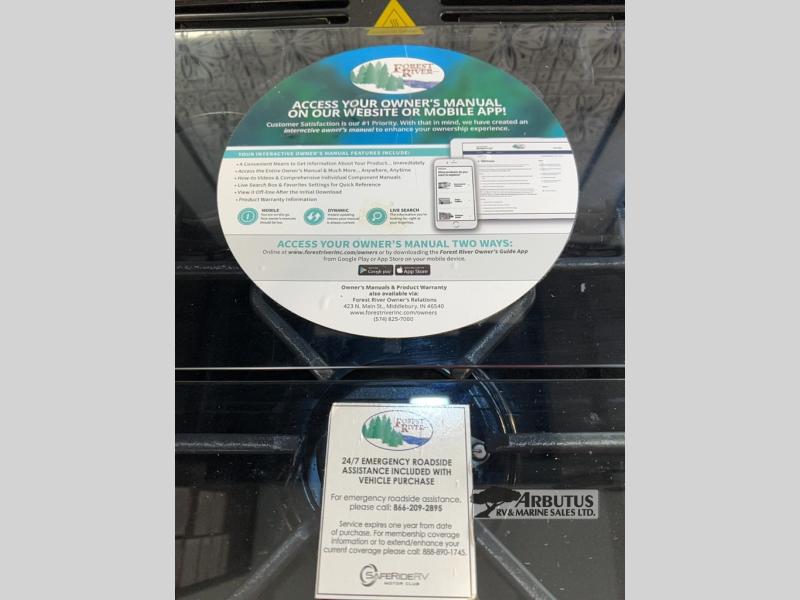 FOREST
RIVER
ACCESS YOUR OWNER'S MANUAL
ON OUR WEBSITE OR MOBILE APP!
Customer Satisfaction is our #1 Priority. With that in mind, we have created an
interactive owner's manual to enhance your ownership experience.
YOUR INTERACTIVE OWNER'S MANUAL FEATURES INCLUDE:
• A Convenient Means to Get Information About Your Product... Immediately
• Access the Entire Owner's Manual & Much More... Anywhere, Anytime
• How-to Videos & Comprehensive Individual Component Manuals
• Live Search Box & Favorites Settings for Quick Reference
• View it Off-line After the Initial Download
• Product Warranty Information
MOBILE
DYNAMIC
LIVE SEARCH
ACCESS YOUR OWNER'S MANUAL TWO WAYS:
Online at www.forestriverinc.com/owners or by downloading the Forest River Owner's Guide App
from Google Play or App Store on your mobile device.
Google play
App Store
Owner's Manuals & Product Warranty
also available via:
Forest River Owner's Relations
423 N. Main St., Middlebury, IN 46540
www.forestriverinc.com/owners
(574) 825-7000
FOREST
RIVER
24/7 EMERGENCY ROADSIDE
ASSISTANCE INCLUDED WITH
VEHICLE PURCHASE
For emergency roadside assistance,
please call: 866-209-2895
Service expires one year from date
of purchase. For membership coverage
information or to extend/enhance your
current coverage please call: 888-890-1745.
SAFERIDERV
MOTOR CLUB
ARBUTUS
RV & MARINE SALES LTD.